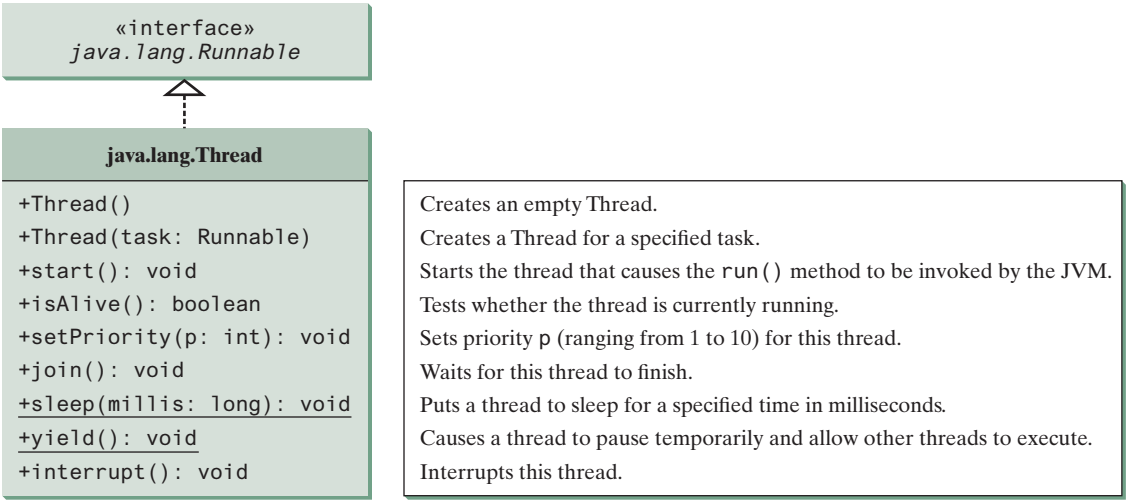 «interface»
java.lang.Runnable
java.lang.Thread
+Thread()
+Thread(task: Runnable)
+start(): void
+isAlive(): boolean
+setPriority(p: int): void
+join(): void
+sleep(millis: long): void
+yield(): void
+interrupt(): void
Creates an empty Thread.
Creates a Thread for a specified task.
Starts the thread that causes the run() method to be invoked by the JVM.
Tests whether the thread is currently running.
Sets priority p (ranging from 1 to 10) for this thread.
Waits for this thread to finish.
Puts a thread to sleep for a specified time in milliseconds.
Causes a thread to pause temporarily and allow other threads to execute.
Interrupts this thread.